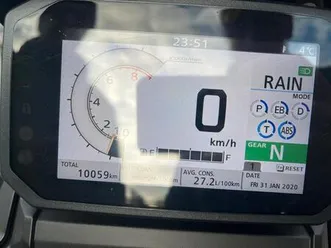 23:51
-4°C
RAIN
MODE
P EB D
T ABS
0
km/h
10
8
6
4
2
0
GEAR
N
E F
TOTAL
10059km
AVG. CONS.
27.2L/100km
RESET
FRI 31 JAN 2020